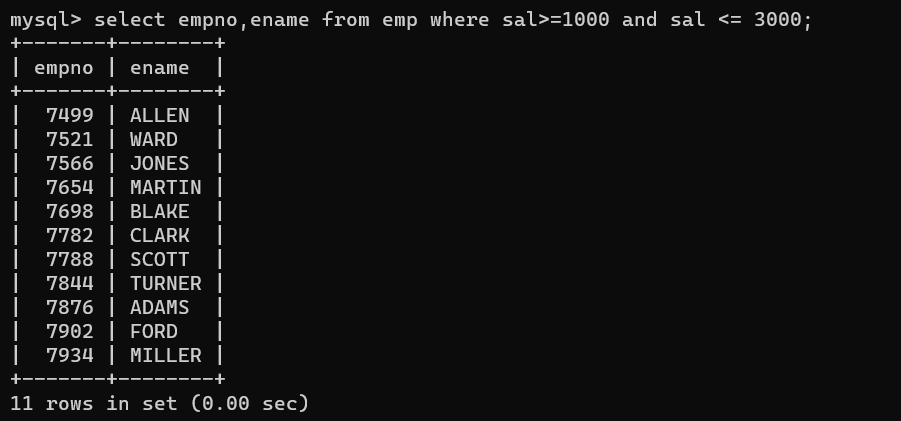 mysql> select empno,ename from emp where sal>=1000 and sal <= 3000;
+-------+--------+
| empno | ename  |
+-------+--------+
|  7499 | ALLEN  |
|  7521 | WARD   |
|  7566 | JONES  |
|  7654 | MARTIN |
|  7698 | BLAKE  |
|  7782 | CLARK  |
|  7788 | SCOTT  |
|  7844 | TURNER |
|  7876 | ADAMS  |
|  7902 | FORD   |
|  7934 | MILLER |
+-------+--------+
11 rows in set (0.00 sec)